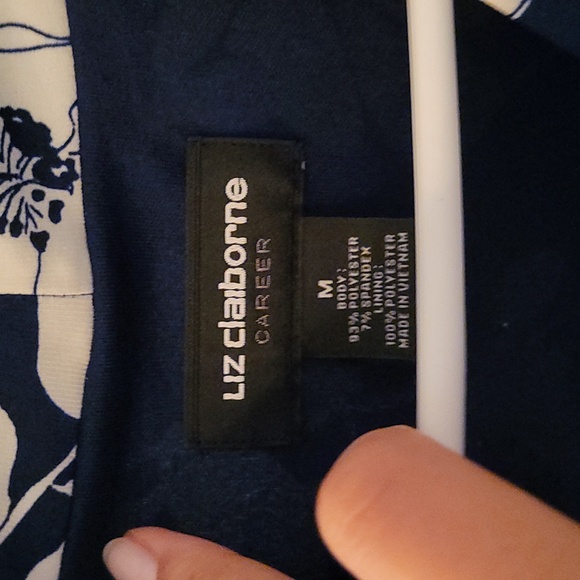 LIZ claiborne
CAREER
M
BODY:
93% POLYESTER
7% SPANDEX
LINING:
100% POLYESTER
MADE IN VIETNAM